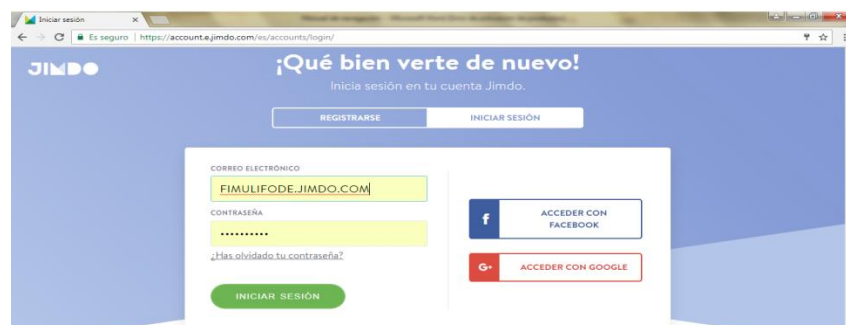 Iniciar sesión
Es seguro | https://account.e.jimdo.com/es/accounts/login/
JIMDO
¡Qué bien verte de nuevo!
Inicia sesión en tu cuenta Jimdo.
REGISTRARSE
INICIAR SESIÓN
CORREO ELECTRÓNICO
FIMULIFODE.JIMDO.COM
CONTRASEÑA
••••••••••
¿Has olvidado tu contraseña?
INICIAR SESIÓN
f ACCEDER CON
FACEBOOK
G+ ACCEDER CON GOOGLE